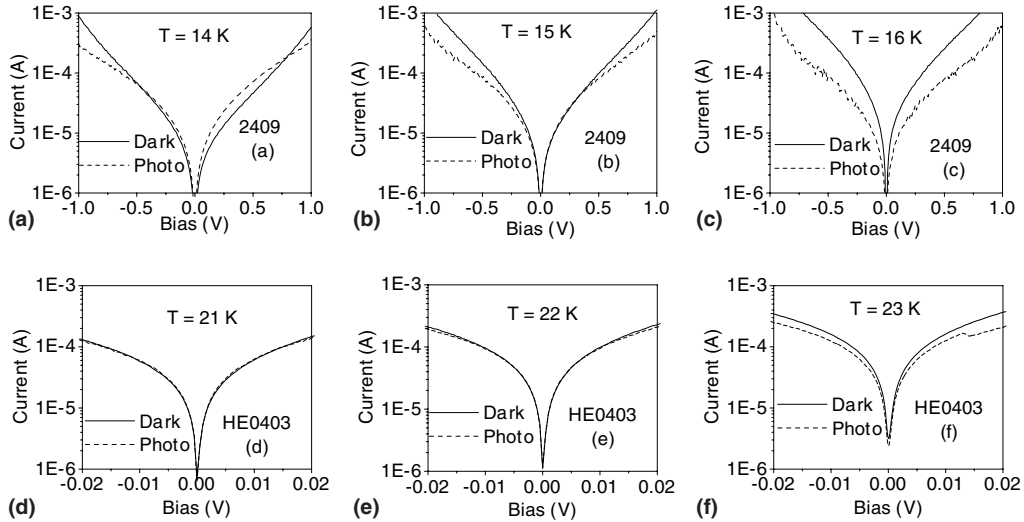 1E-3
T = 14 K
1E-4
Current (A)
1E-5
Dark
Photo
2409
(a)
1E-6
-1.0 -0.5 0.0 0.5 1.0
(a)
Bias (V)
1E-3
T = 15 K
1E-4
Current (A)
1E-5
Dark
Photo
2409
(b)
1E-6
-1.0 -0.5 0.0 0.5 1.0
(b)
Bias (V)
1E-3
T = 16 K
1E-4
Current (A)
1E-5
Dark
Photo
2409
(c)
1E-6
-1.0 -0.5 0.0 0.5 1.0
(c)
Bias (V)
1E-3
T = 21 K
1E-4
Current (A)
1E-5
Dark
Photo
HE0403
(d)
1E-6
-0.02 -0.01 0.00 0.01 0.02
(d)
Bias (V)
1E-3
T = 22 K
1E-4
Current (A)
1E-5
Dark
Photo
HE0403
(e)
1E-6
-0.02 -0.01 0.00 0.01 0.02
(e)
Bias (V)
1E-3
T = 23 K
1E-4
Current (A)
1E-5
Dark
Photo
HE0403
(f)
1E-6
-0.02 -0.01 0.00 0.01 0.02
(f)
Bias (V)